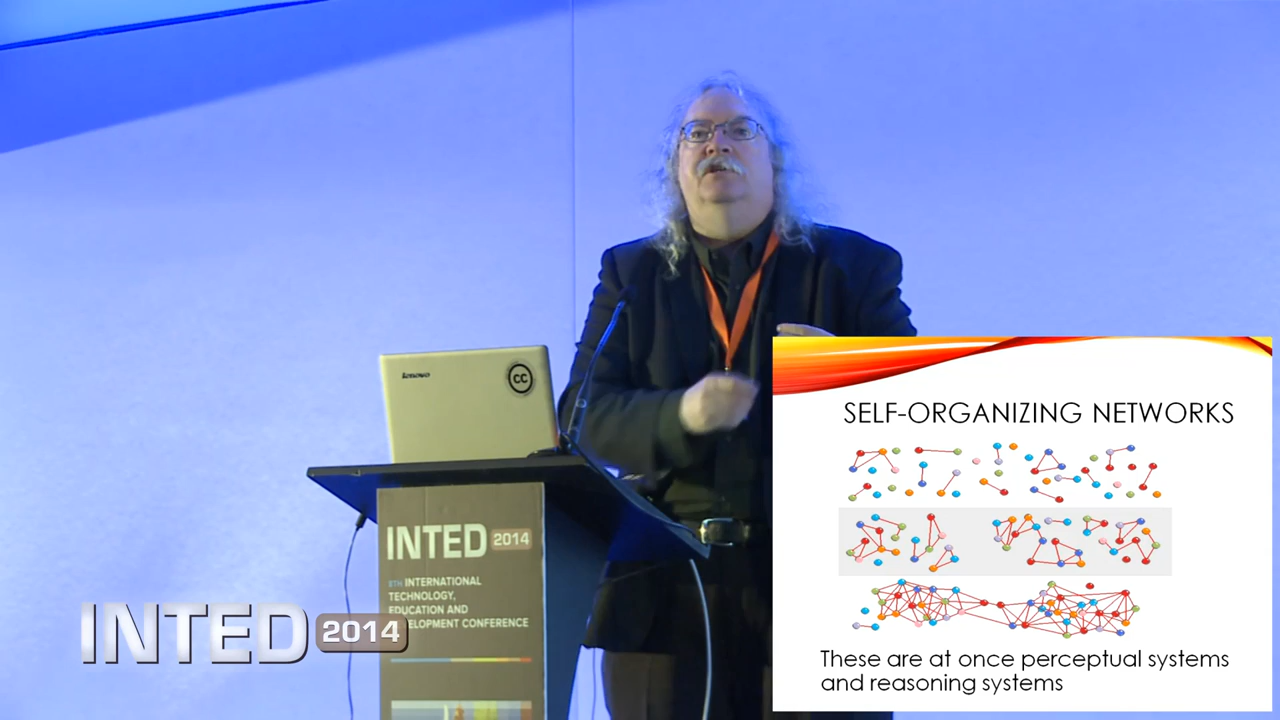 lenovo
CC
INTED 2014
8TH INTERNATIONAL
TECHNOLOGY,
EDUCATION AND
DEVELOPMENT CONFERENCE
INTED 2014
SELF-ORGANIZING NETWORKS
These are at once perceptual systems
and reasoning systems